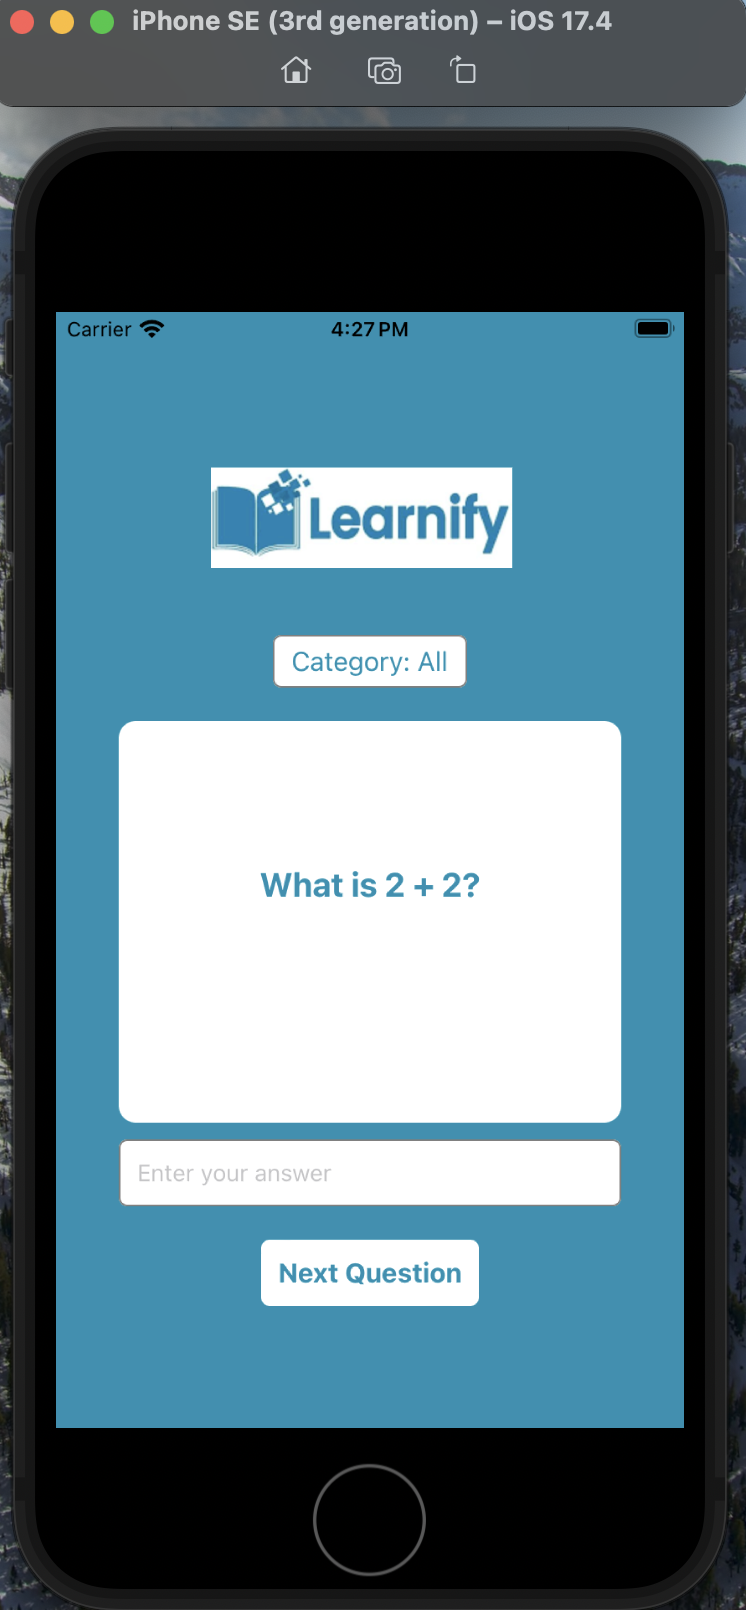 iPhone SE (3rd generation) – iOS 17.4
Carrier 4:27 PM
Learnify
Category: All
What is 2 + 2?
Enter your answer
Next Question